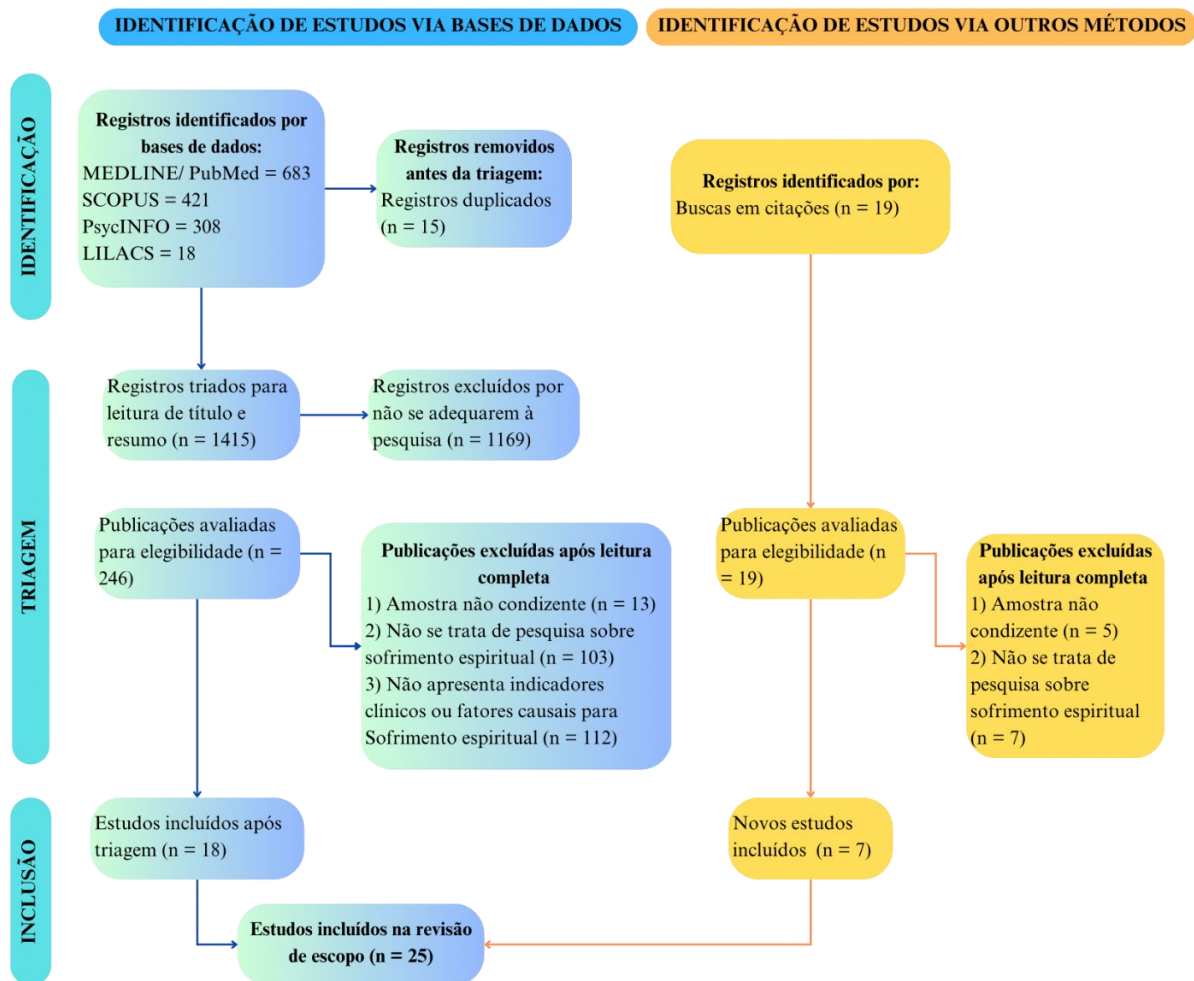 IDENTIFICAÇÃO DE ESTUDOS VIA BASES DE DADOS
IDENTIFICAÇÃO DE ESTUDOS VIA OUTROS MÉTODOS
IDENTIFICAÇÃO
Registros identificados por
bases de dados:
MEDLINE/ PubMed = 683
SCOPUS = 421
PsycINFO = 308
LILACS = 18
Registros removidos
antes da triagem:
Registros duplicados
(n = 15)
Registros identificados por:
Buscas em citações (n = 19)
TRIAGEM
Registros triados para
leitura de título e
resumo (n = 1415)
Registros excluídos por
não se adequarem à
pesquisa (n = 1169)
Publicações avaliadas
para elegibilidade (n =
246)
Publicações excluídas após leitura
completa
1) Amostra não condizente (n = 13)
2) Não se trata de pesquisa sobre
sofrimento espiritual (n = 103)
3) Não apresenta indicadores
clínicos ou fatores causais para
Sofrimento espiritual (n = 112)
Publicações avaliadas
para elegibilidade (n
= 19)
Publicações excluídas
após leitura completa
1) Amostra não
condizente (n = 5)
2) Não se trata de
pesquisa sobre
sofrimento espiritual
(n = 7)
INCLUSÃO
Estudos incluídos após
triagem (n = 18)
Novos estudos
incluídos (n = 7)
Estudos incluídos na revisão
de escopo (n = 25)